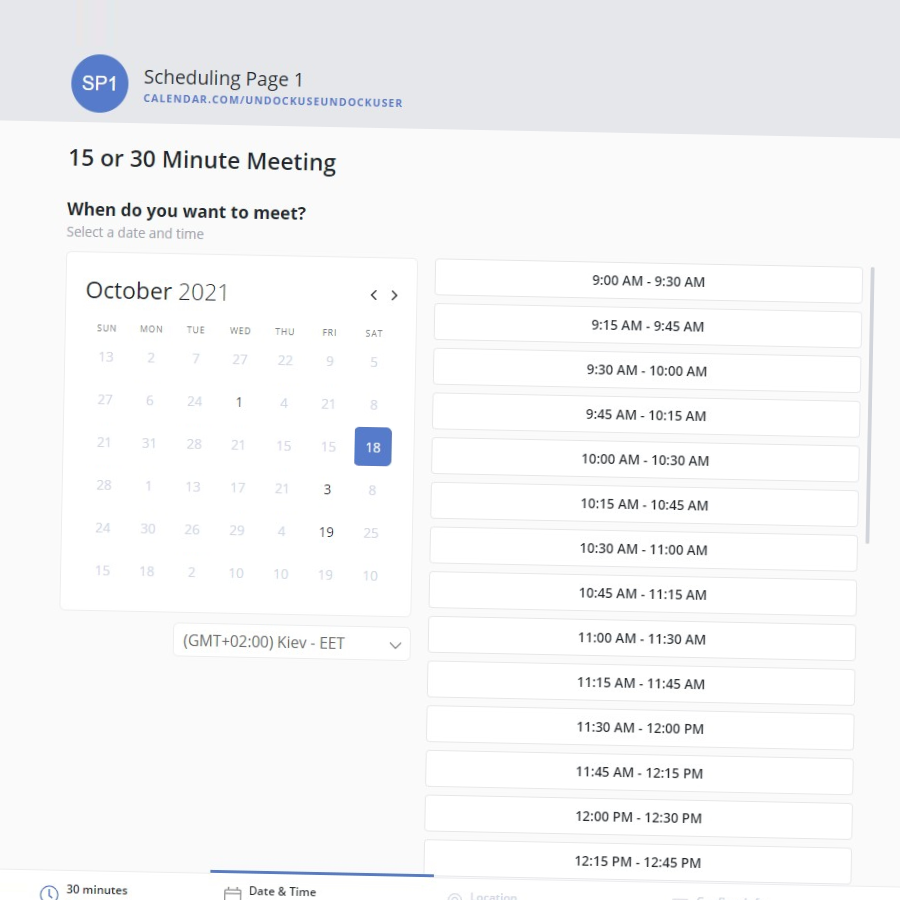 SP1
Scheduling Page 1
CALENDAR.COM/UNDOCKUSEUNDOCKUSER
15 or 30 Minute Meeting
When do you want to meet?
Select a date and time
October 2021
SUN MON TUE WED THU FRI SAT
13 2 7 27 22 9 5
27 6 24 1 4 21 8
21 31 28 21 15 15 18
28 1 13 17 21 3 8
24 30 26 29 4 19 25
15 18 2 10 10 19 10
(GMT+02:00) Kiev - EET
9:00 AM - 9:30 AM
9:15 AM - 9:45 AM
9:30 AM - 10:00 AM
9:45 AM - 10:15 AM
10:00 AM - 10:30 AM
10:15 AM - 10:45 AM
10:30 AM - 11:00 AM
10:45 AM - 11:15 AM
11:00 AM - 11:30 AM
11:15 AM - 11:45 AM
11:30 AM - 12:00 PM
11:45 AM - 12:15 PM
12:00 PM - 12:30 PM
12:15 PM - 12:45 PM
30 minutes
Date & Time
Location